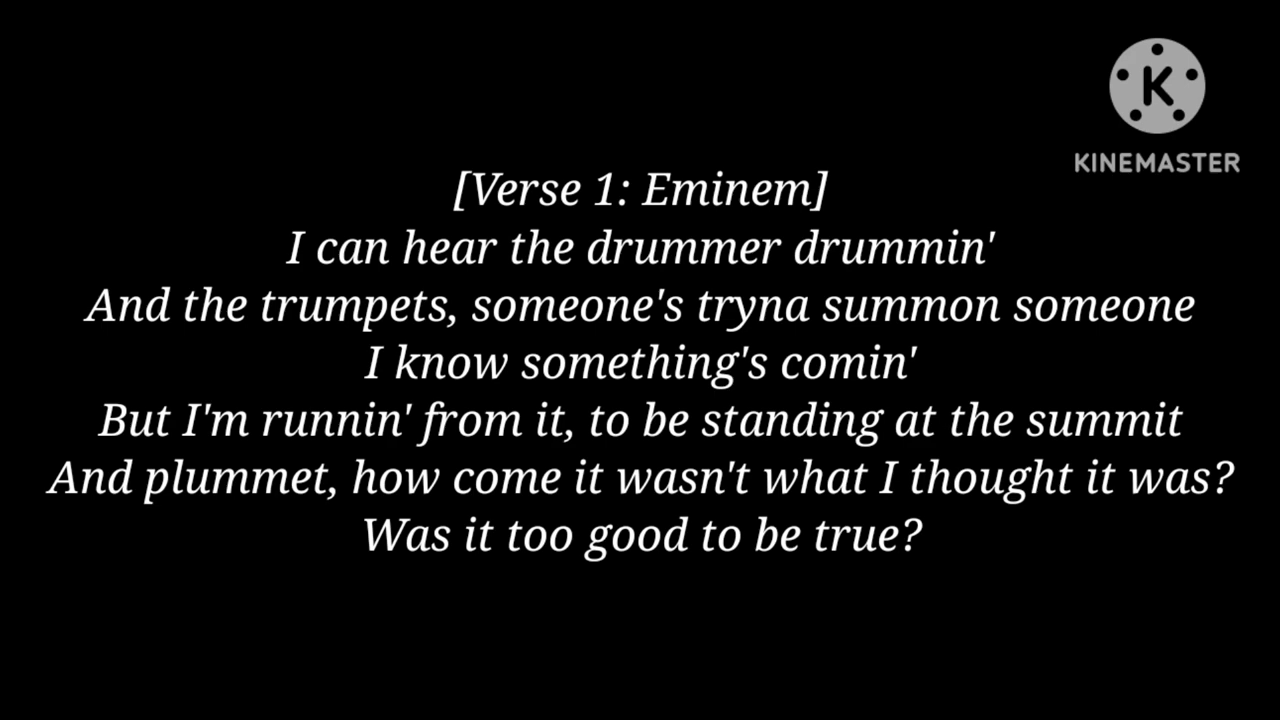 K
KINEMASTER
[Verse 1: Eminem]
I can hear the drummer drummin'
And the trumpets, someone's tryna summon someone
I know something's comin'
But I'm runnin' from it, to be standing at the summit
And plummet, how come it wasn't what I thought it was?
Was it too good to be true?